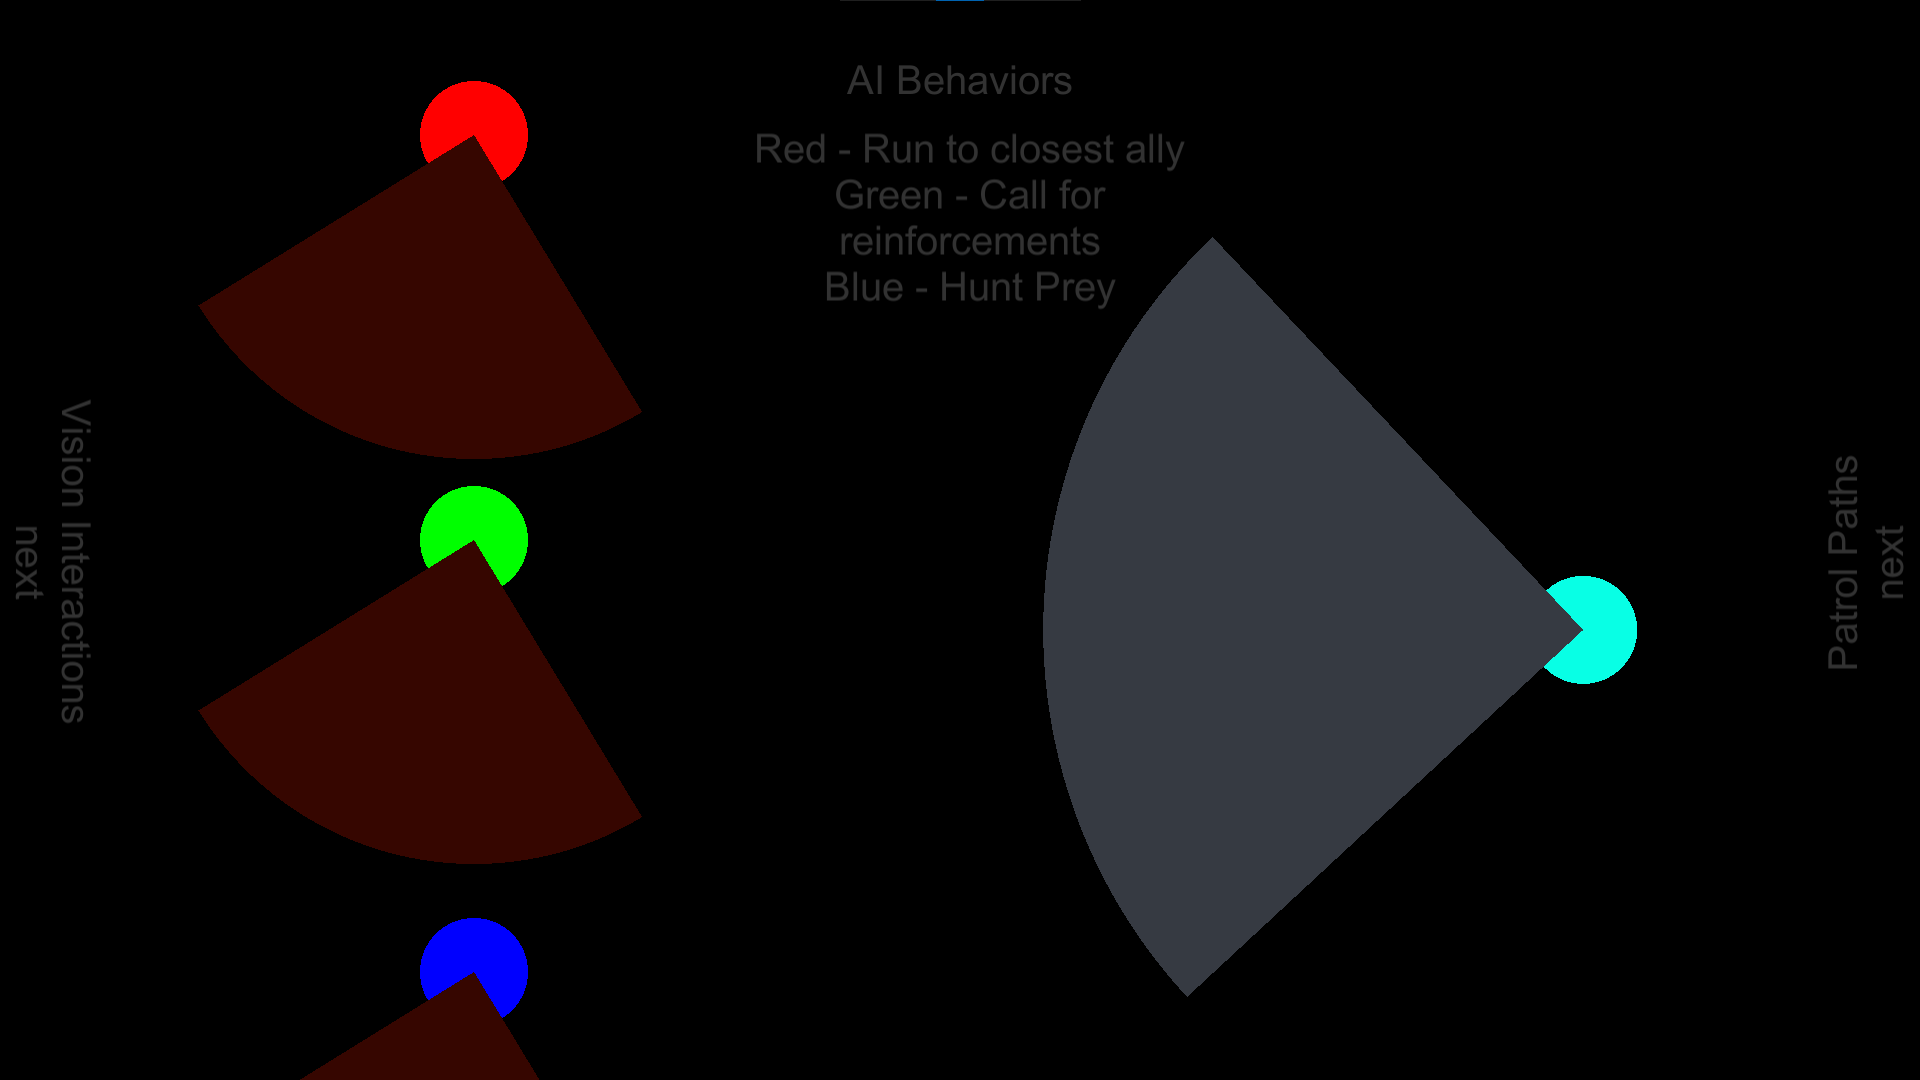 AI Behaviors
Red - Run to closest ally
Green - Call for
reinforcements
Blue - Hunt Prey
Vision Interactions
next
Patrol Paths
next